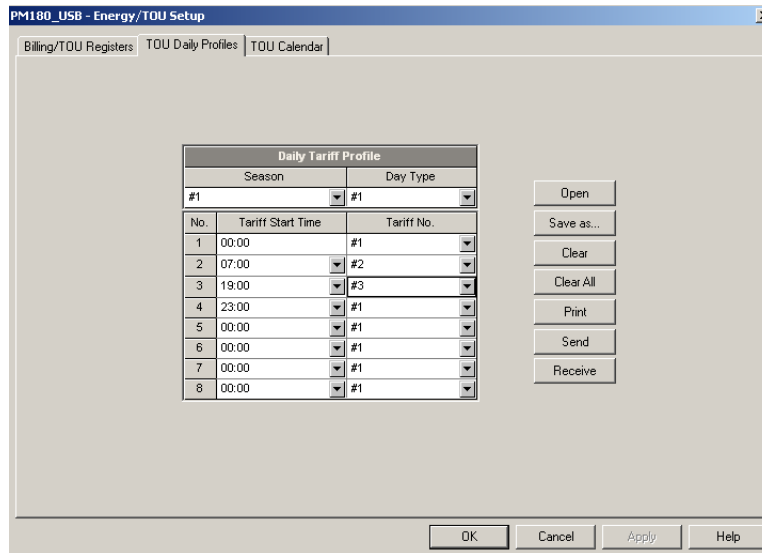 PM180_USB - Energy/TOU Setup
Billing/TOU Registers TOU Daily Profiles TOU Calendar
Daily Tariff Profile
Season Day Type
#1 #1
No. Tariff Start Time Tariff No.
1 00:00 #1
2 07:00 #2
3 19:00 #3
4 23:00 #1
5 00:00 #1
6 00:00 #1
7 00:00 #1
8 00:00 #1
Open
Save as...
Clear
Clear All
Print
Send
Receive
OK Cancel Apply Help